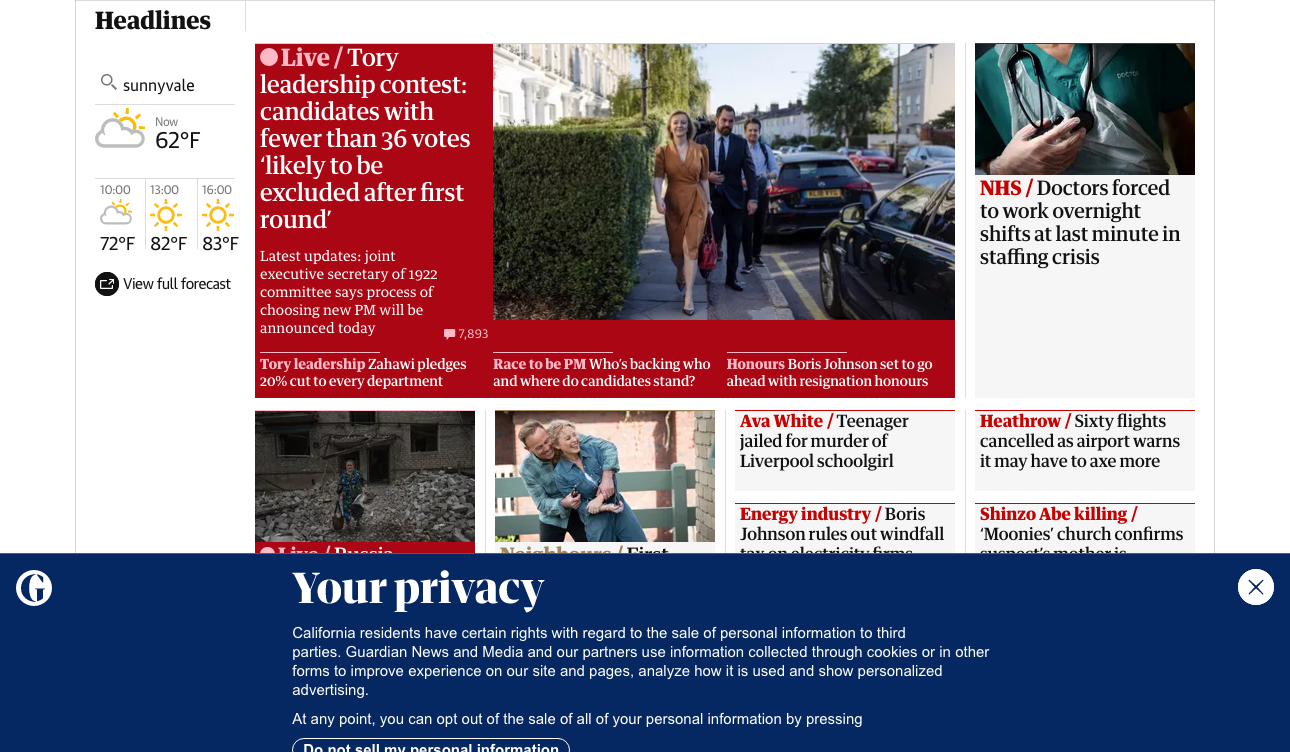 Headlines
sunnyvale
Now
62°F
10:00
13:00
16:00
72°F
82°F
83°F
View full forecast
Live / Tory
leadership contest:
candidates with
fewer than 36 votes
‘likely to be
excluded after first
round’
Latest updates: joint
executive secretary of 1922
committee says process of
choosing new PM will be
announced today
7,893
Tory leadership Zahawi pledges
20% cut to every department
Race to be PM Who’s backing who
and where do candidates stand?
Honours Boris Johnson set to go
ahead with resignation honours
DOCTOR
NHS / Doctors forced
to work overnight
shifts at last minute in
staffing crisis
Live / Russia
Neighbours / First
Ava White / Teenager
jailed for murder of
Liverpool schoolgirl
Energy industry / Boris
Johnson rules out windfall
tax on electricity firms
Heathrow / Sixty flights
cancelled as airport warns
it may have to axe more
Shinzo Abe killing /
‘Moonies’ church confirms
suspect’s mother is
G
Your privacy
California residents have certain rights with regard to the sale of personal information to third
parties. Guardian News and Media and our partners use information collected through cookies or in other
forms to improve experience on our site and pages, analyze how it is used and show personalized
advertising.
At any point, you can opt out of the sale of all of your personal information by pressing
Do not sell my personal information